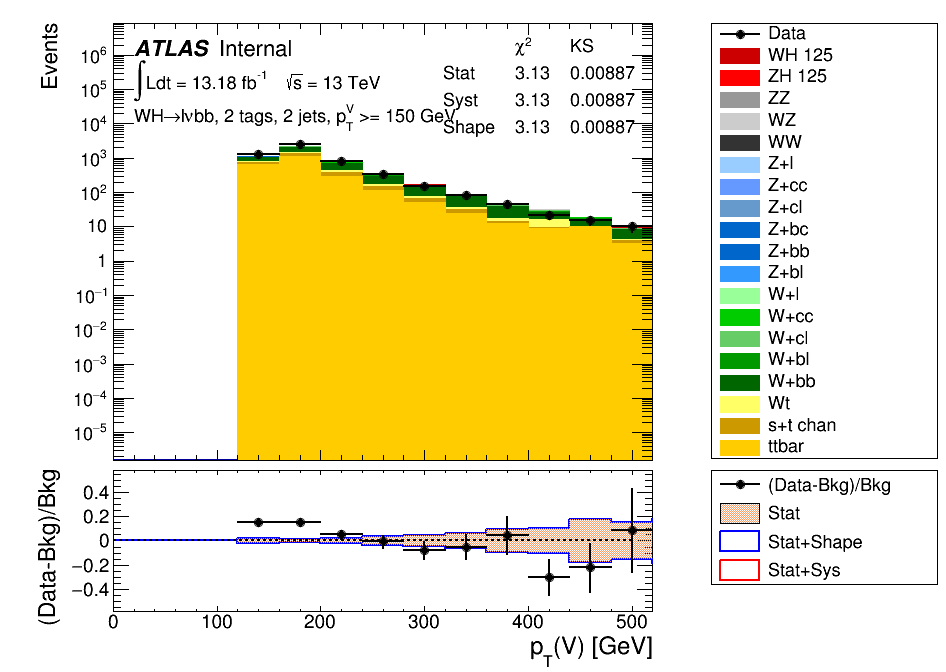 Events
10⁶
10⁵
10⁴
10³
10²
10
1
10⁻¹
10⁻²
10⁻³
10⁻⁴
10⁻⁵
ATLAS Internal
∫Ldt = 13.18 fb⁻¹ √s = 13 TeV
WH→lνbb, 2 tags, 2 jets, p_T^V >= 150 GeV
χ² KS
Stat 3.13 0.00887
Syst 3.13 0.00887
Shape 3.13 0.00887
Data
WH 125
ZH 125
ZZ
WZ
WW
Z+l
Z+cc
Z+cl
Z+bc
Z+bb
Z+bl
W+l
W+cc
W+cl
W+bl
W+bb
Wt
s+t chan
ttbar
(Data-Bkg)/Bkg
0.4
0.2
0
−0.2
−0.4
0 100 200 300 400 500
p_T(V) [GeV]
(Data-Bkg)/Bkg
Stat
Stat+Shape
Stat+Sys